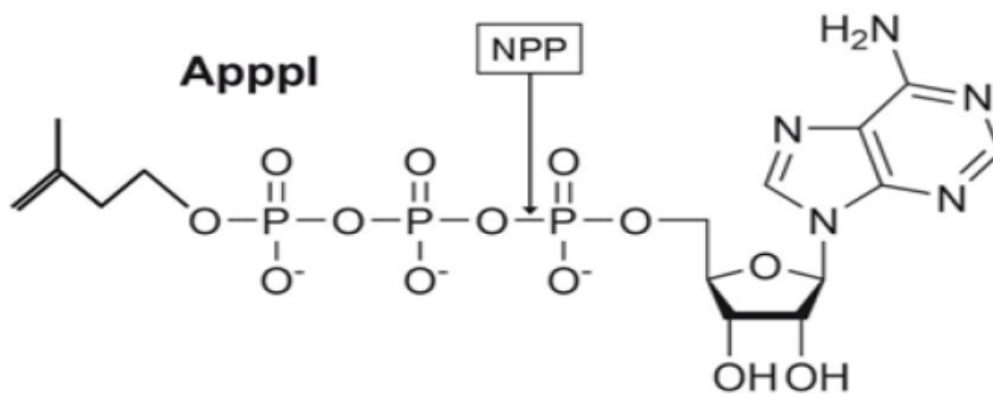 H₂N
NPP
ApppI
N
N
O O O
N
O-P-O-P-O-P-O
N
O⁻ O⁻ O⁻
O
OH OH